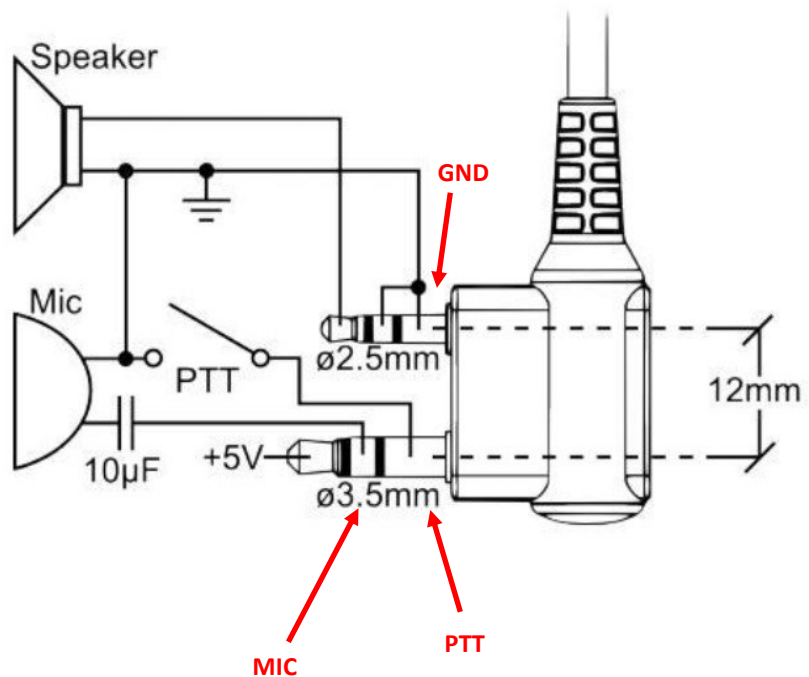 Speaker
GND
Mic
ø2.5mm
PTT
12mm
+5V
10µF
ø3.5mm
PTT
MIC